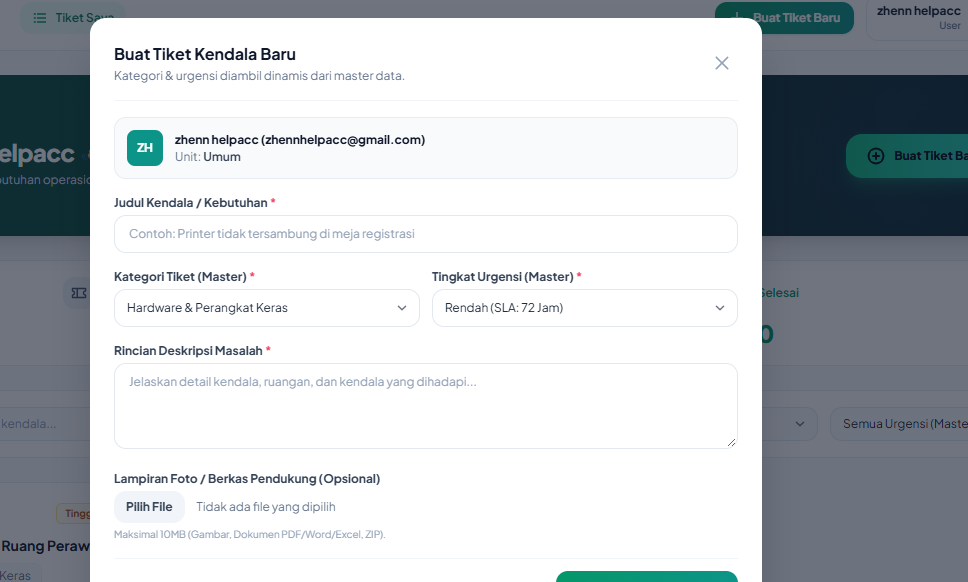 Tiket Saya
Buat Tiket Baru
zhenn helpacc
User
Buat Tiket Kendala Baru
Kategori & urgensi diambil dinamis dari master data.
ZH
zhenn helpacc (zhennhelpacc@gmail.com)
Unit: Umum
elpacc
butuhan operasio
Buat Tiket Ba
Judul Kendala / Kebutuhan *
Contoh: Printer tidak tersambung di meja registrasi
Kategori Tiket (Master) *
Tingkat Urgensi (Master) *
Hardware & Perangkat Keras
Rendah (SLA: 72 Jam)
Selesai
0
Rincian Deskripsi Masalah *
Jelaskan detail kendala, ruangan, dan kendala yang dihadapi...
kendala...
Semua Urgensi (Maste
Lampiran Foto / Berkas Pendukung (Opsional)
Pilih File
Tidak ada file yang dipilih
Maksimal 10MB (Gambar, Dokumen PDF/Word/Excel, ZIP).
Tingg
Ruang Peraw
Keras